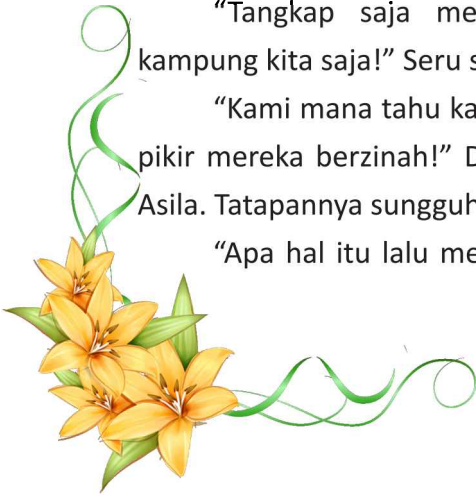 “Tangkap saja me
kampung kita saja!” Seru s
“Kami mana tahu ka
pikir mereka berzinah!” D
Asila. Tatapannya sungguh
“Apa hal itu lalu me